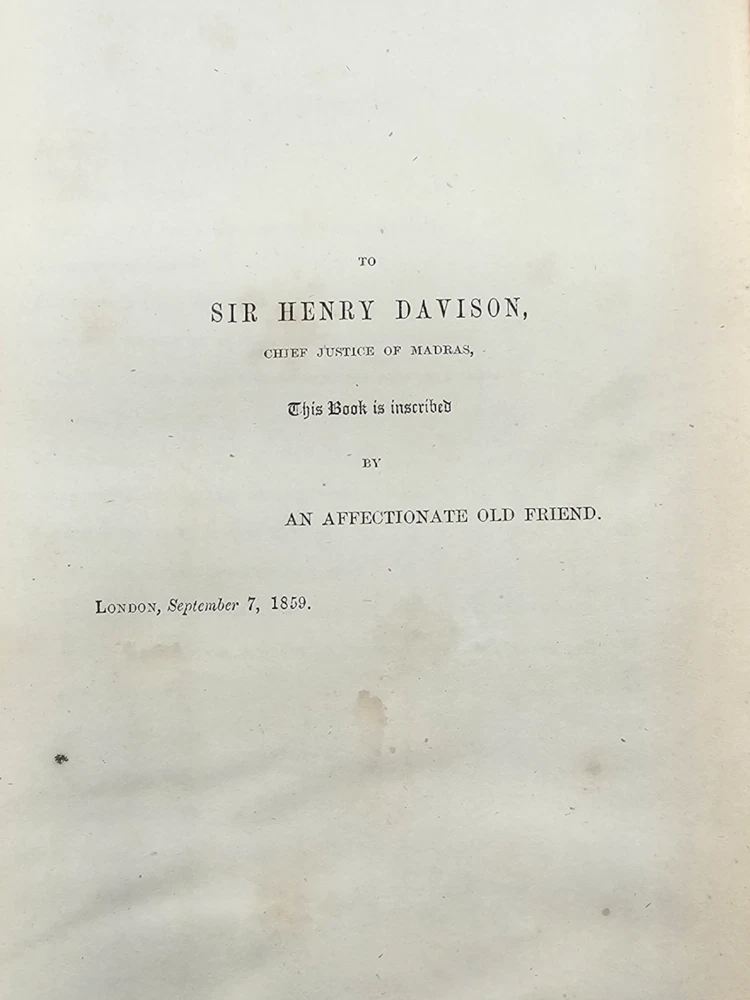 TO
SIR HENRY DAVISON,
CHIEF JUSTICE OF MADRAS,
This Book is inscribed
BY
AN AFFECTIONATE OLD FRIEND.
LONDON, September 7, 1859.